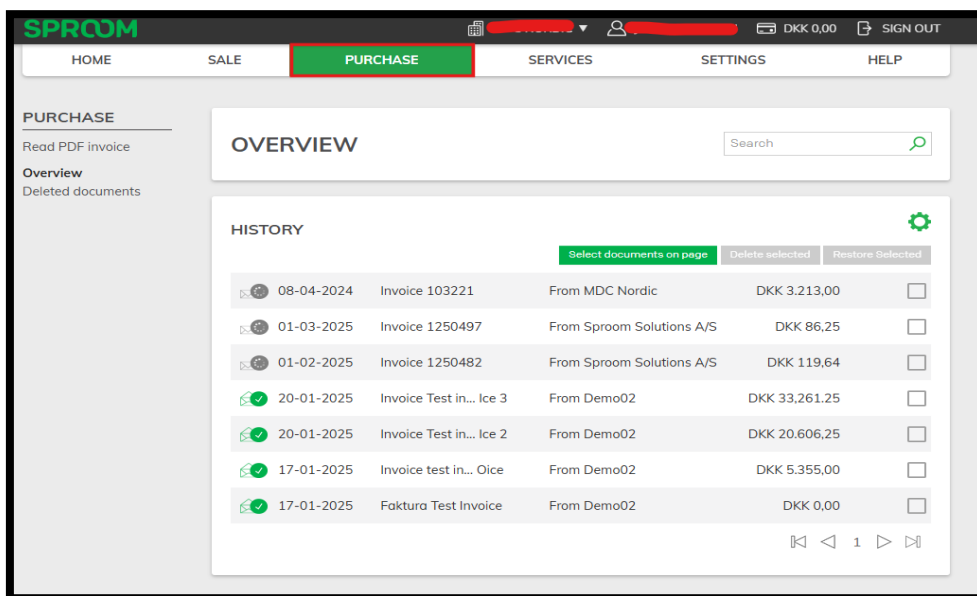 SPROOM
DKK 0,00 SIGN OUT
HOME SALE PURCHASE SERVICES SETTINGS HELP
PURCHASE
Read PDF invoice
Overview
Deleted documents
OVERVIEW
Search
HISTORY
Select documents on page Delete selected Restore Selected
08-04-2024 Invoice 103221 From MDC Nordic DKK 3.213,00
01-03-2025 Invoice 1250497 From Sproom Solutions A/S DKK 86,25
01-02-2025 Invoice 1250482 From Sproom Solutions A/S DKK 119,64
20-01-2025 Invoice Test in... Ice 3 From Demo02 DKK 33,261.25
20-01-2025 Invoice Test in... Ice 2 From Demo02 DKK 20.606,25
17-01-2025 Invoice test in... Oice From Demo02 DKK 5.355,00
17-01-2025 Faktura Test Invoice From Demo02 DKK 0,00
1